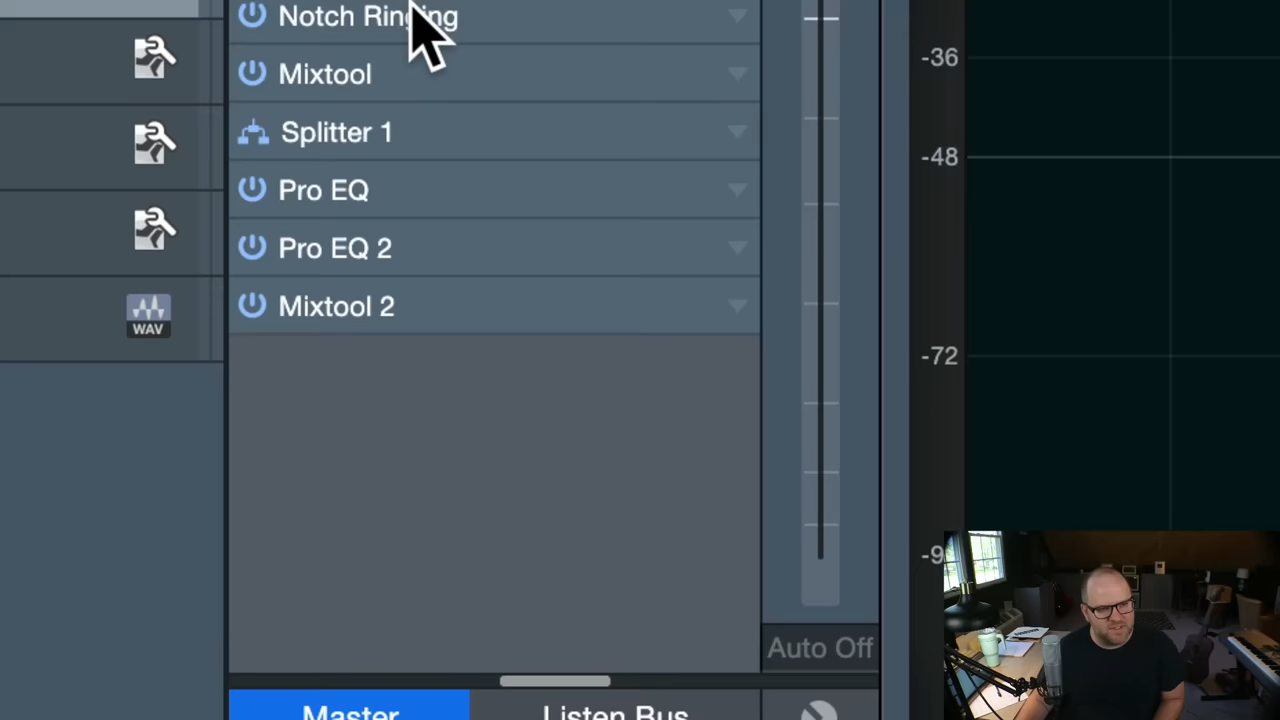 Notch Ringing
Mixtool
Splitter 1
Pro EQ
Pro EQ 2
Mixtool 2
WAV
-36
-48
-72
-9
Auto Off
Master
Listen Bus